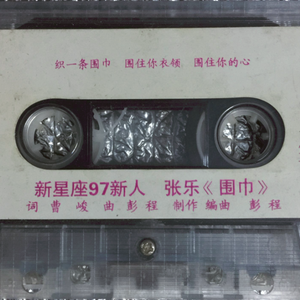 织一条围巾 围住你衣领 围住你的心
新星座97新人 张乐《围巾》
词 曹 峻 曲 彭 程 制作 编曲 彭 程